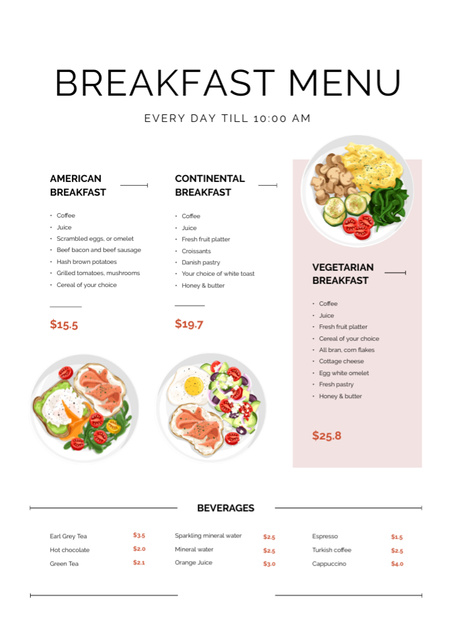 BREAKFAST MENU
EVERY DAY TILL 10:00 AM
AMERICAN
BREAKFAST
Coffee
Juice
Scrambled eggs, or omelet
Beef bacon and beef sausage
Hash brown potatoes
Grilled tomatoes, mushrooms
Cereal of your choice
$15.5
CONTINENTAL
BREAKFAST
Coffee
Juice
Fresh fruit platter
Croissants
Danish pastry
Your choice of white toast
Honey & butter
$19.7
VEGETARIAN
BREAKFAST
Coffee
Juice
Fresh fruit platter
Cereal of your choice
All bran, corn flakes
Cottage cheese
Egg white omelet
Fresh pastry
Honey & butter
$25.8
BEVERAGES
Earl Grey Tea $3.5
Hot chocolate $2.0
Green Tea $2.1
Sparkling mineral water $2.5
Mineral water $2.5
Orange Juice $3.0
Espresso $1.5
Turkish coffee $2.5
Cappuccino $4.0